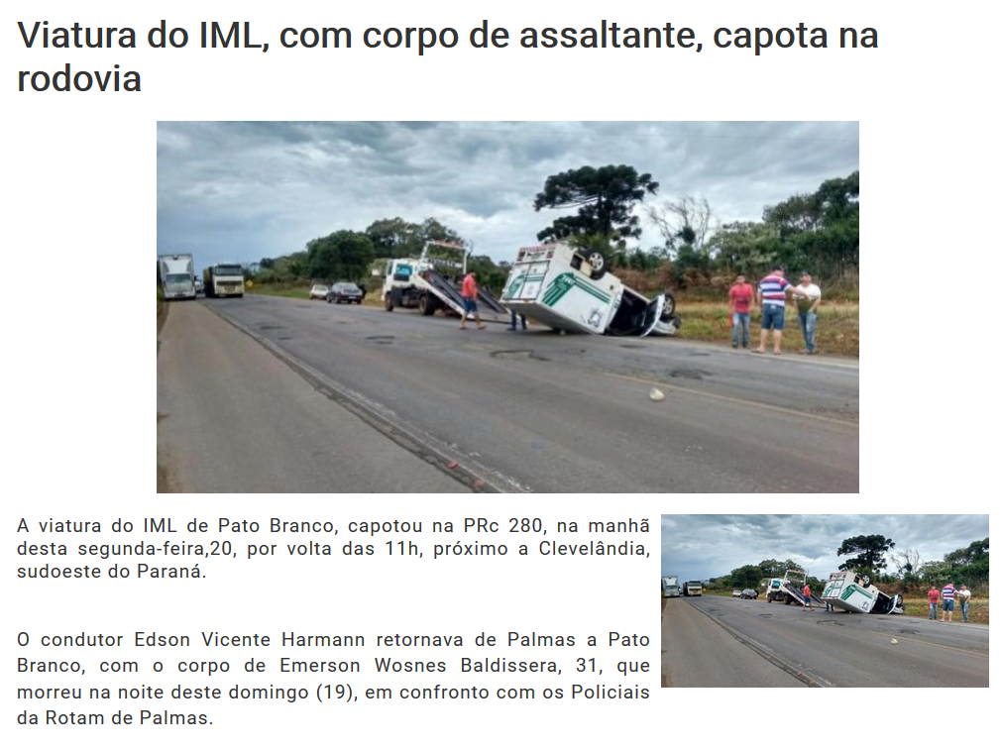 Viatura do IML, com corpo de assaltante, capota na
rodovia
A viatura do IML de Pato Branco, capotou na PRc 280, na manhã
desta segunda-feira,20, por volta das 11h, próximo a Clevelândia,
sudoeste do Paraná.
O condutor Edson Vicente Harmann retornava de Palmas a Pato
Branco, com o corpo de Emerson Wosnes Baldissera, 31, que
morreu na noite deste domingo (19), em confronto com os Policiais
da Rotam de Palmas.